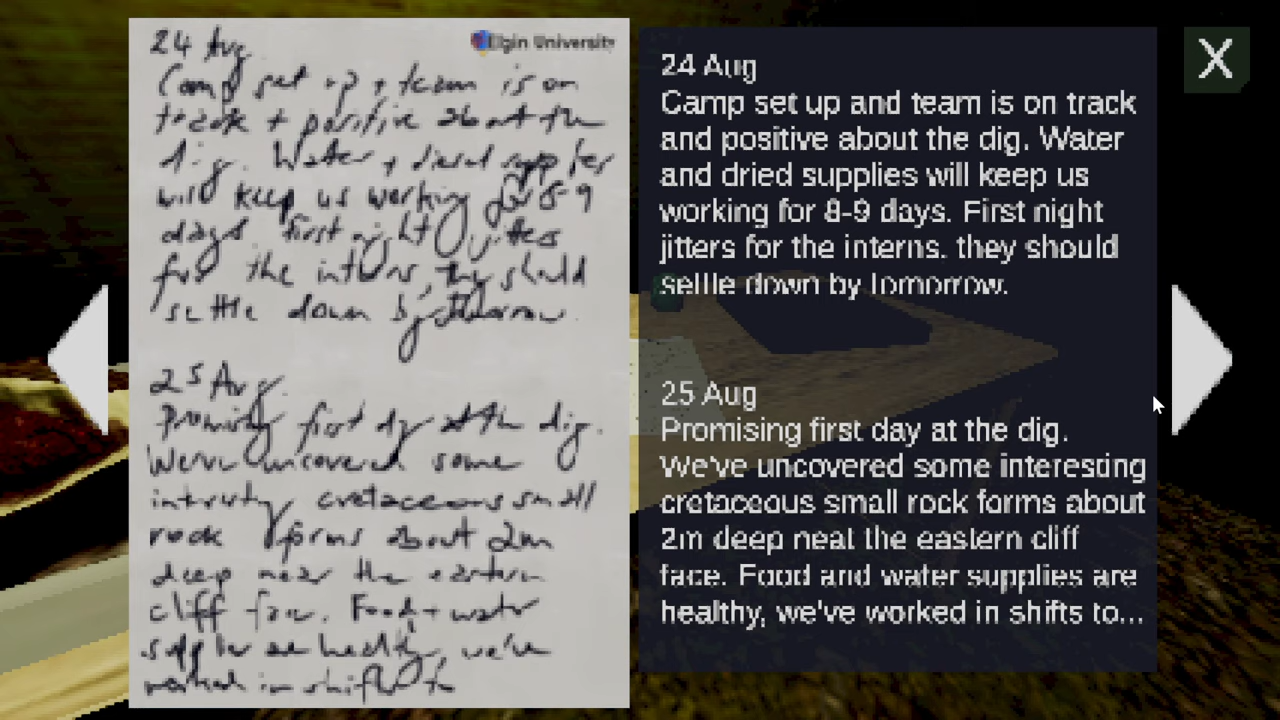 24 Aug
Elgin University
Camp set up + team is on
track + positive about the
dig. Water + diesel supplies
will keep us working for 8-9
days. First night jitters
for the interns, they should
settle down by tomorrow.
25 Aug.
Promising first day at the dig.
We've uncovered some
cretaceous small
rock forms about 2m
deep near the eastern
cliff face. Food + water
supplies are healthy, we've
worked in shifts to
24 Aug
Camp set up and team is on track
and positive about the dig. Water
and dried supplies will keep us
working for 8-9 days. First night
jitters for the interns. they should
settle down by tomorrow.
25 Aug
Promising first day at the dig.
We've uncovered some interesting
cretaceous small rock forms about
2m deep neat the eastern cliff
face. Food and water supplies are
healthy, we've worked in shifts to...
X